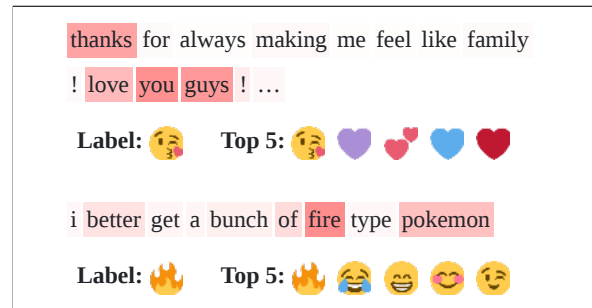 thanks for always making me feel like family
! love you guys ! …
Label: 😘 Top 5: 😘 💜 💕 💙 ❤️
i better get a bunch of fire type pokemon
Label: 🔥 Top 5: 🔥 😂 😁 😊 😉